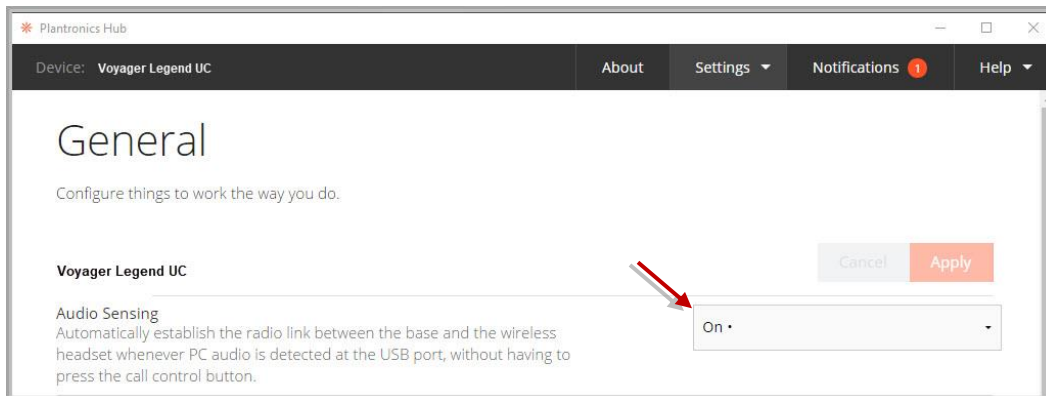 Plantronics Hub
Device: Voyager Legend UC
About
Settings
Notifications 1
Help
General
Configure things to work the way you do.
Voyager Legend UC
Cancel
Apply
Audio Sensing
Automatically establish the radio link between the base and the wireless
headset whenever PC audio is detected at the USB port, without having to
press the call control button.
On •